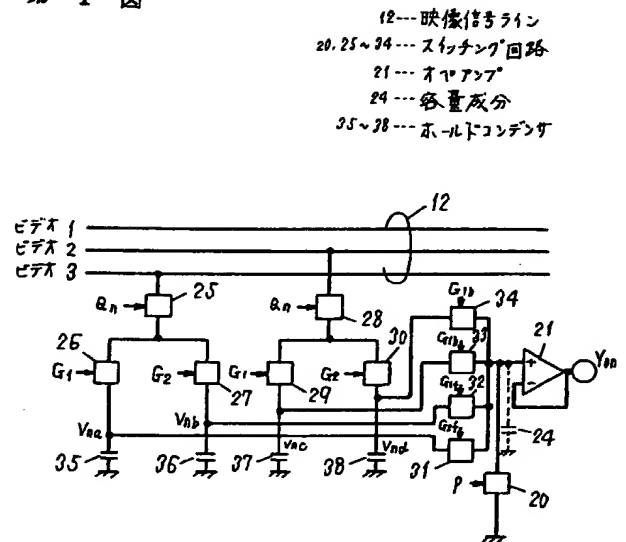 第 1 図
12---映像信号ライン
20.25~34---スイッチング回路
21---オペアンプ
24---容量成分
35~38---ホールドコンデンサ
12
ビデオ 1
ビデオ 2
ビデオ 3
Qn 25
Qn 28
34
26 G1
G2 27
G1 29
G2 30
33
32
31
21
24
Vna
Vnb
Vnc
Vnd
35
36
37
38
P 20